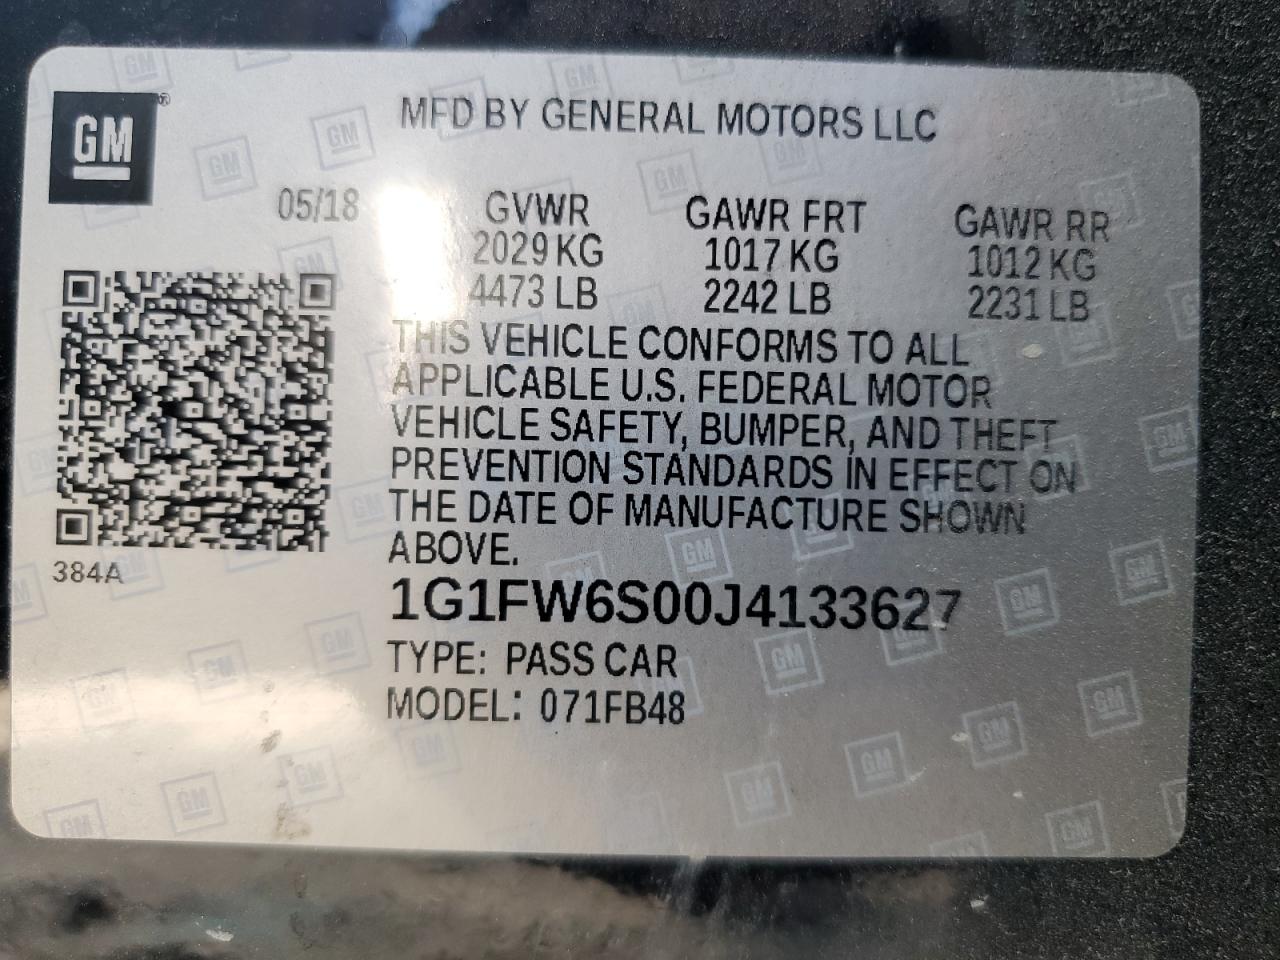 GM
MFD BY GENERAL MOTORS LLC
05/18
GVWR GAWR FRT GAWR RR
2029 KG 1017 KG 1012 KG
4473 LB 2242 LB 2231 LB
THIS VEHICLE CONFORMS TO ALL
APPLICABLE U.S. FEDERAL MOTOR
VEHICLE SAFETY, BUMPER, AND THEFT
PREVENTION STANDARDS IN EFFECT ON
THE DATE OF MANUFACTURE SHOWN
ABOVE.
384A
1G1FW6S00J4133627
TYPE: PASS CAR
MODEL: 071FB48